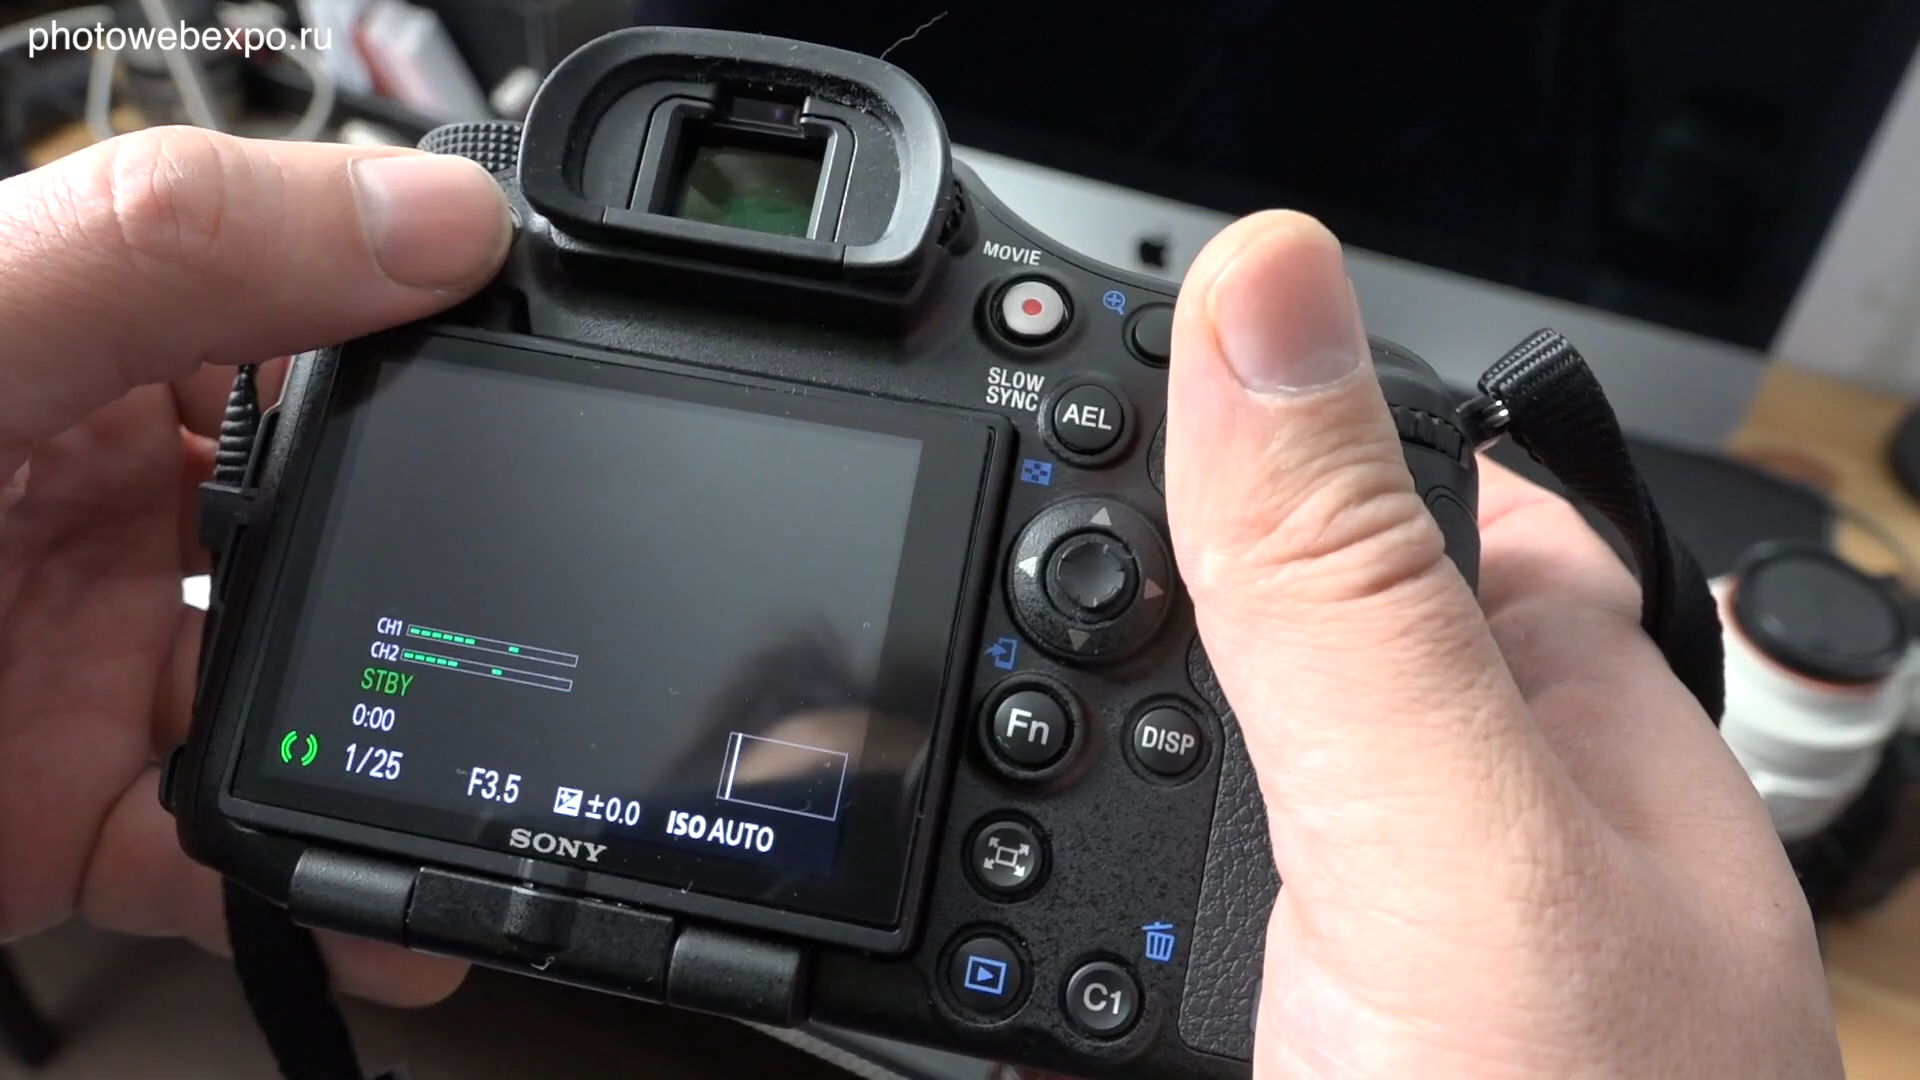 photowebexpo.ru
MOVIE
SLOW
SYNC
AEL
CH1
CH2
STBY
0:00
1/25
F3.5
±0.0
ISO AUTO
SONY
Fn
DISP
C1